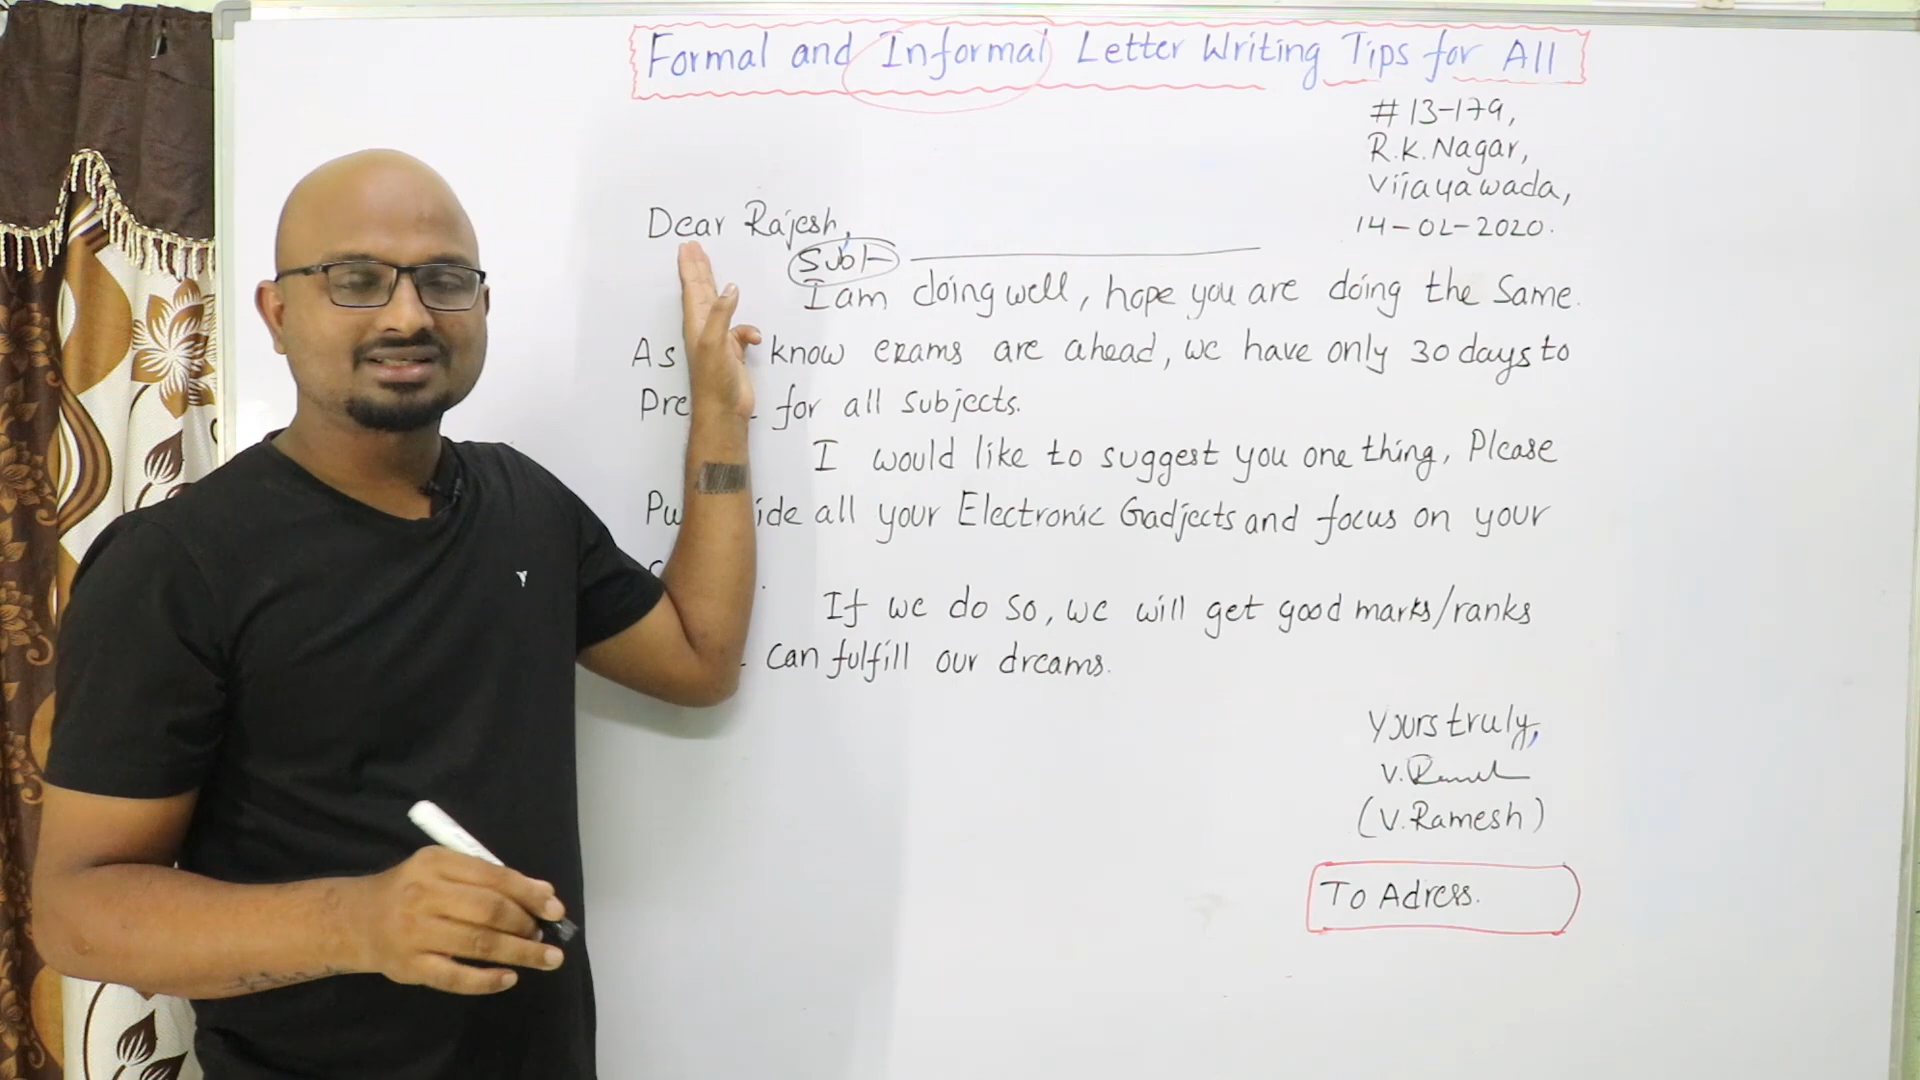 Formal and Informal Letter Writing Tips for All
# 13-179,
R.K. Nagar,
Vijayawada,
14-02-2020.
Dear Rajesh,
Sub:-
I am doing well, hope you are doing the Same.
As know exams are ahead, we have only 30 days to
Pre for all Subjects.
I would like to suggest you one thing, Please
Pu ide all your Electronic Gadjects and focus on your
If we do so, we will get good marks/ranks
can fulfill our dreams.
Yours truly,
V. Ramesh
(V. Ramesh)
To Adress.